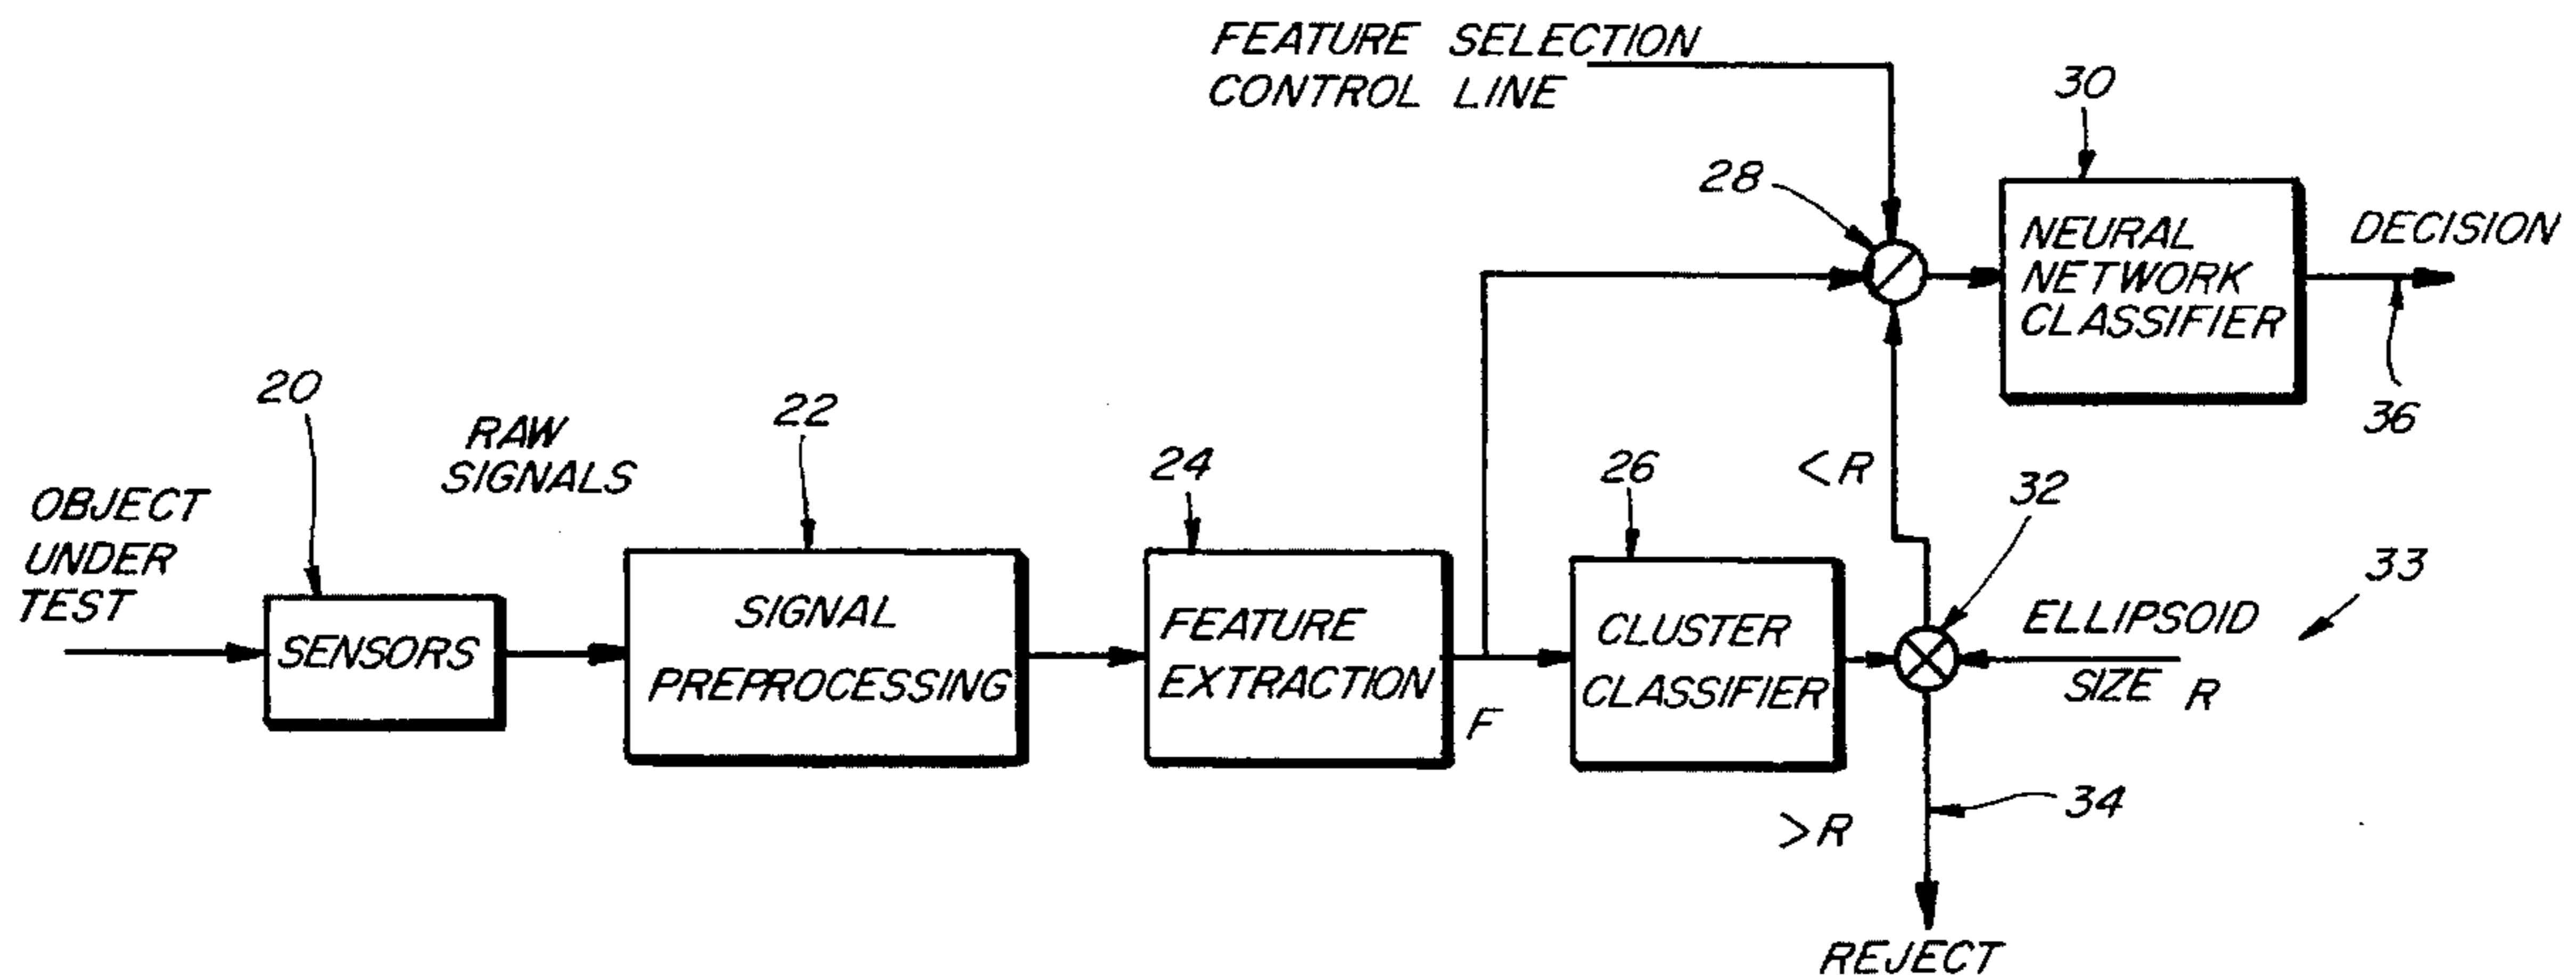 FEATURE SELECTION
CONTROL LINE
30
28
NEURAL
NETWORK
CLASSIFIER
DECISION
36
20
RAW
SIGNALS
22
24
26
< R
32
33
OBJECT
UNDER
TEST
SENSORS
SIGNAL
PREPROCESSING
FEATURE
EXTRACTION
F
CLUSTER
CLASSIFIER
ELLIPSOID
SIZE R
34
> R
REJECT